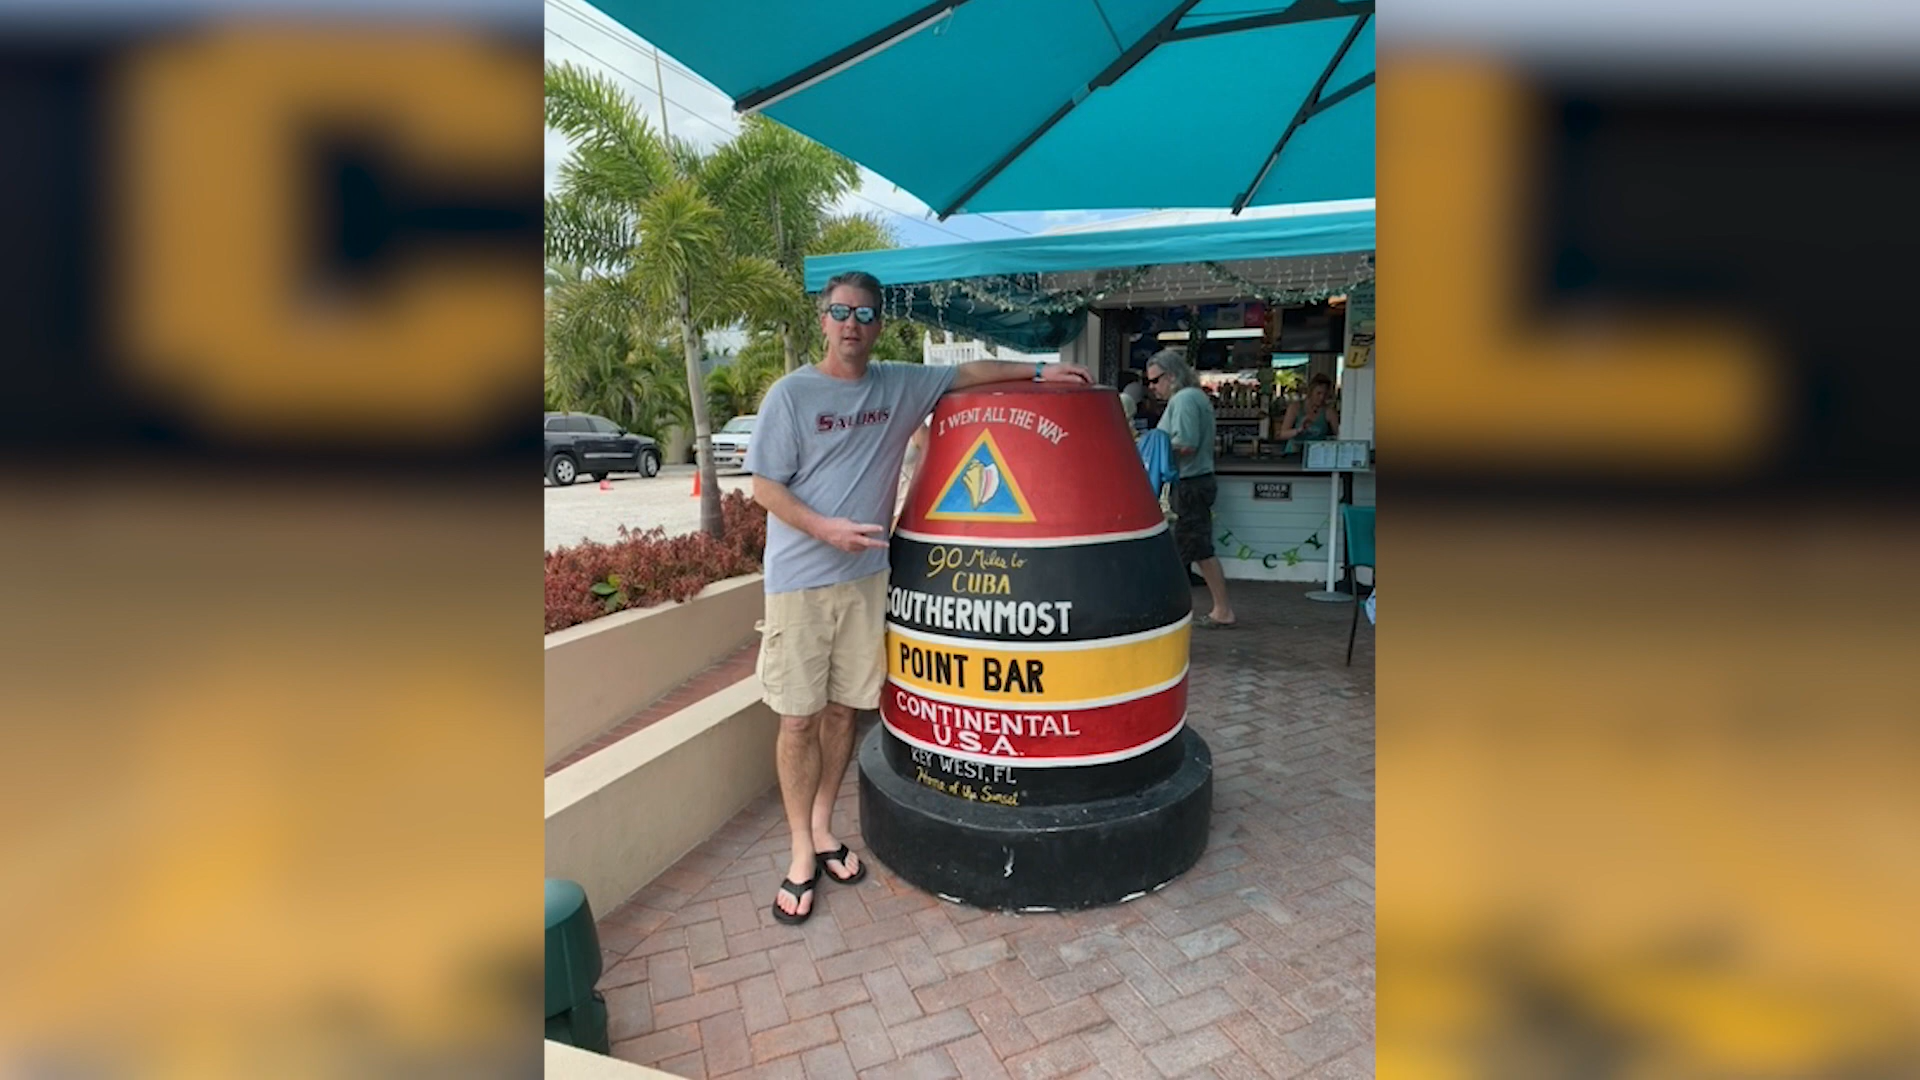 SALUKIS
I WENT ALL THE WAY
90 Miles to
CUBA
SOUTHERNMOST
POINT BAR
CONTINENTAL
U.S.A.
KEY WEST, FL
Home of the Sunset
ORDER
HERE
LUCKY
C
L